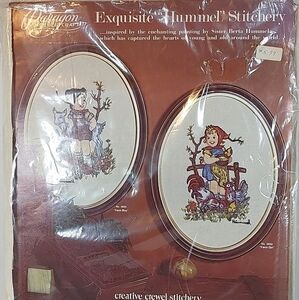 Paragon
Exquisite "Hummel" Stitchery
...inspired by the enchanting painting by Sister Berta Hummel...
which has captured the hearts of young and old around the world.
creative crewel stitchery